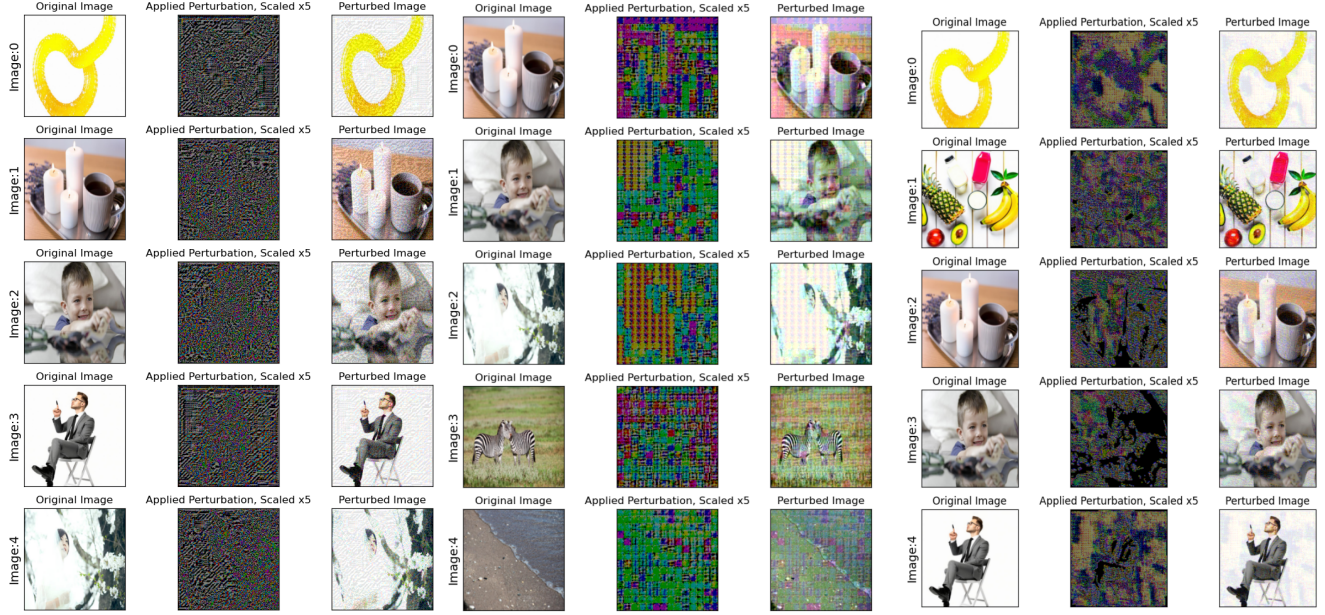 Original Image Applied Perturbation, Scaled x5 Perturbed Image
Image:0
Original Image Applied Perturbation, Scaled x5 Perturbed Image
Image:1
Original Image Applied Perturbation, Scaled x5 Perturbed Image
Image:2
Original Image Applied Perturbation, Scaled x5 Perturbed Image
Image:3
Original Image Applied Perturbation, Scaled x5 Perturbed Image
Image:4
Original Image Applied Perturbation, Scaled x5 Perturbed Image
Image:0
Original Image Applied Perturbation, Scaled x5 Perturbed Image
Image:1
Original Image Applied Perturbation, Scaled x5 Perturbed Image
Image:2
Original Image Applied Perturbation, Scaled x5 Perturbed Image
Image:3
Original Image Applied Perturbation, Scaled x5 Perturbed Image
Image:4
Original Image Applied Perturbation, Scaled x5 Perturbed Image
Image:0
Original Image Applied Perturbation, Scaled x5 Perturbed Image
Image:1
Original Image Applied Perturbation, Scaled x5 Perturbed Image
Image:2
Original Image Applied Perturbation, Scaled x5 Perturbed Image
Image:3
Original Image Applied Perturbation, Scaled x5 Perturbed Image
Image:4